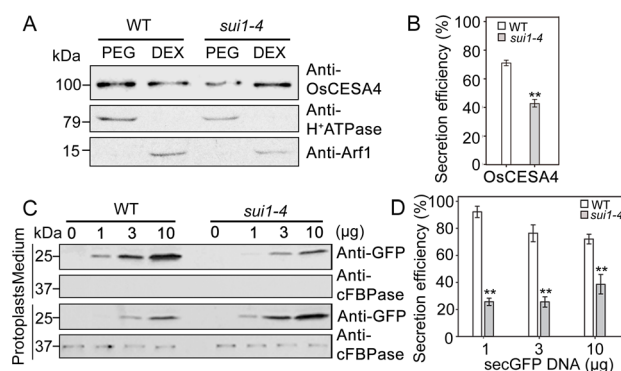 A
WT sui1-4
kDa PEG DEX PEG DEX
100 Anti-
OsCESA4
79 Anti-
H+ATPase
15 Anti-Arf1
B
Secretion efficiency (%)
WT
sui1-4
80
60
40
20
0
**
OsCESA4
C
WT sui1-4
kDa 0 1 3 10 0 1 3 10 (µg)
Medium
25 Anti-GFP
37 Anti-
cFBPase
Protoplasts
25 Anti-GFP
37 Anti-
cFBPase
D
Secretion efficiency (%)
WT
sui1-4
100
80
60
40
20
0
** ** **
1 3 10
secGFP DNA (µg)